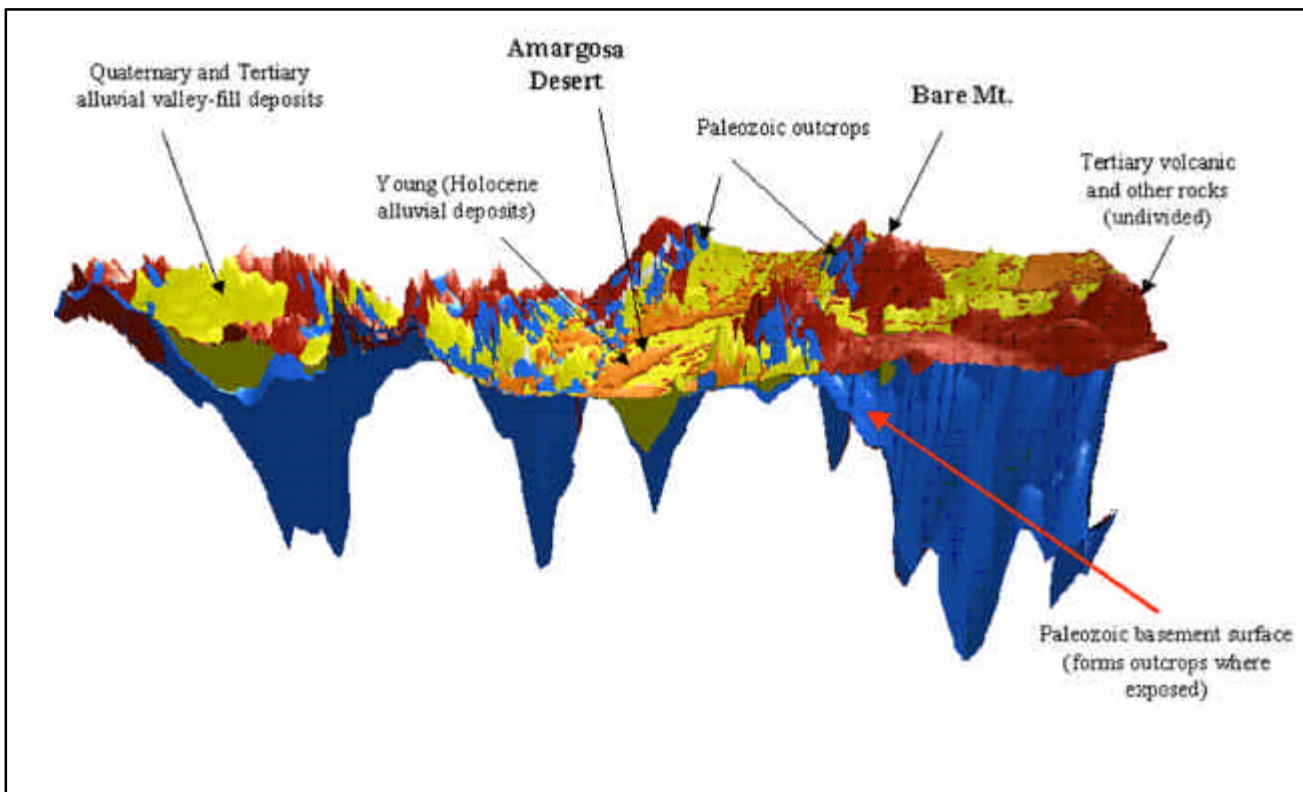 Quaternary and Tertiary
alluvial valley-fill deposits
Amargosa
Desert
Young (Holocene
alluvial deposits)
Paleozoic outcrops
Bare Mt.
Tertiary volcanic
and other rocks
(undivided)
Paleozoic basement surface
(forms outcrops where
exposed)